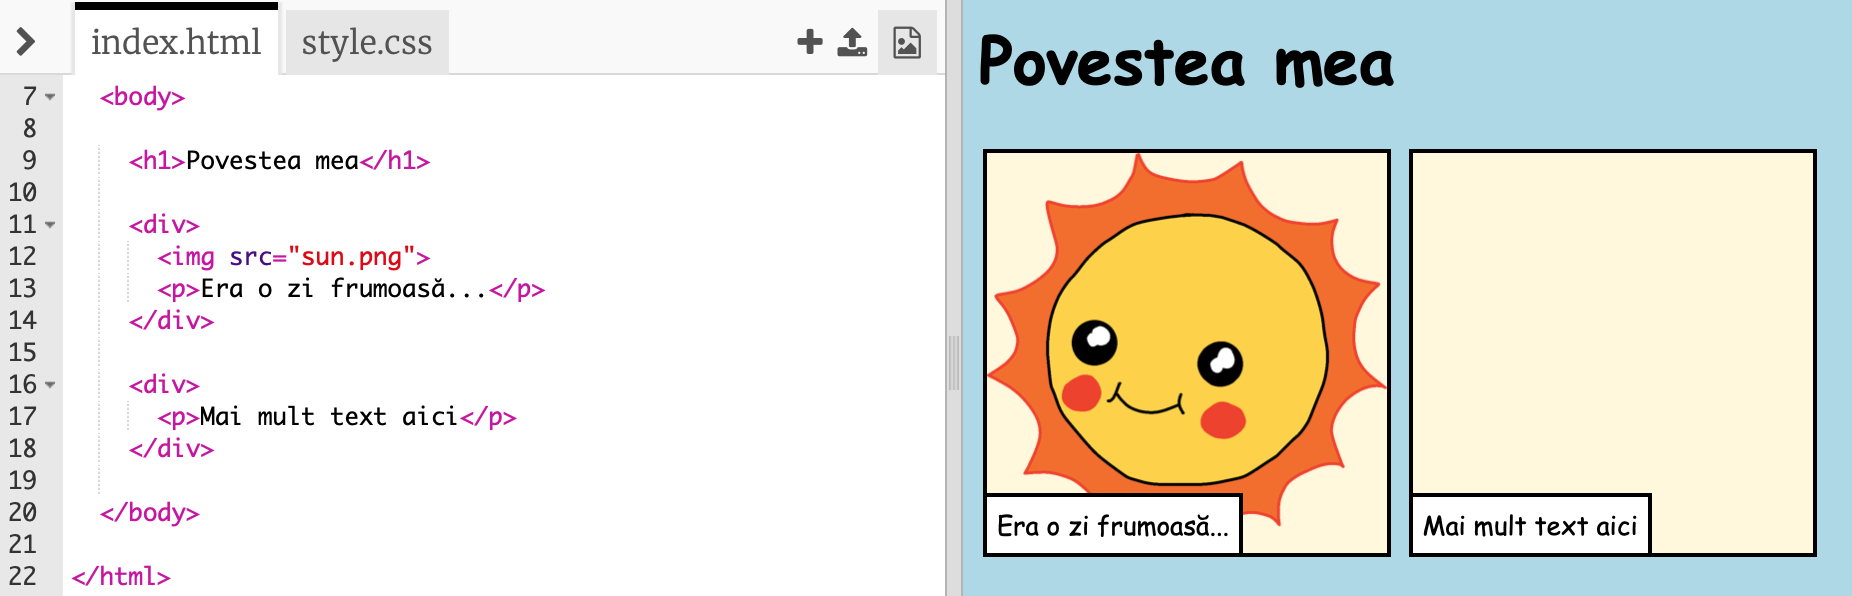 index.html style.css
7 <body>
8
9 <h1>Povestea mea</h1>
10
11 <div>
12 <img src="sun.png">
13 <p>Era o zi frumoasă...</p>
14 </div>
15
16 <div>
17 <p>Mai mult text aici</p>
18 </div>
19
20 </body>
21
22 </html>
Povestea mea
Era o zi frumoasă...
Mai mult text aici